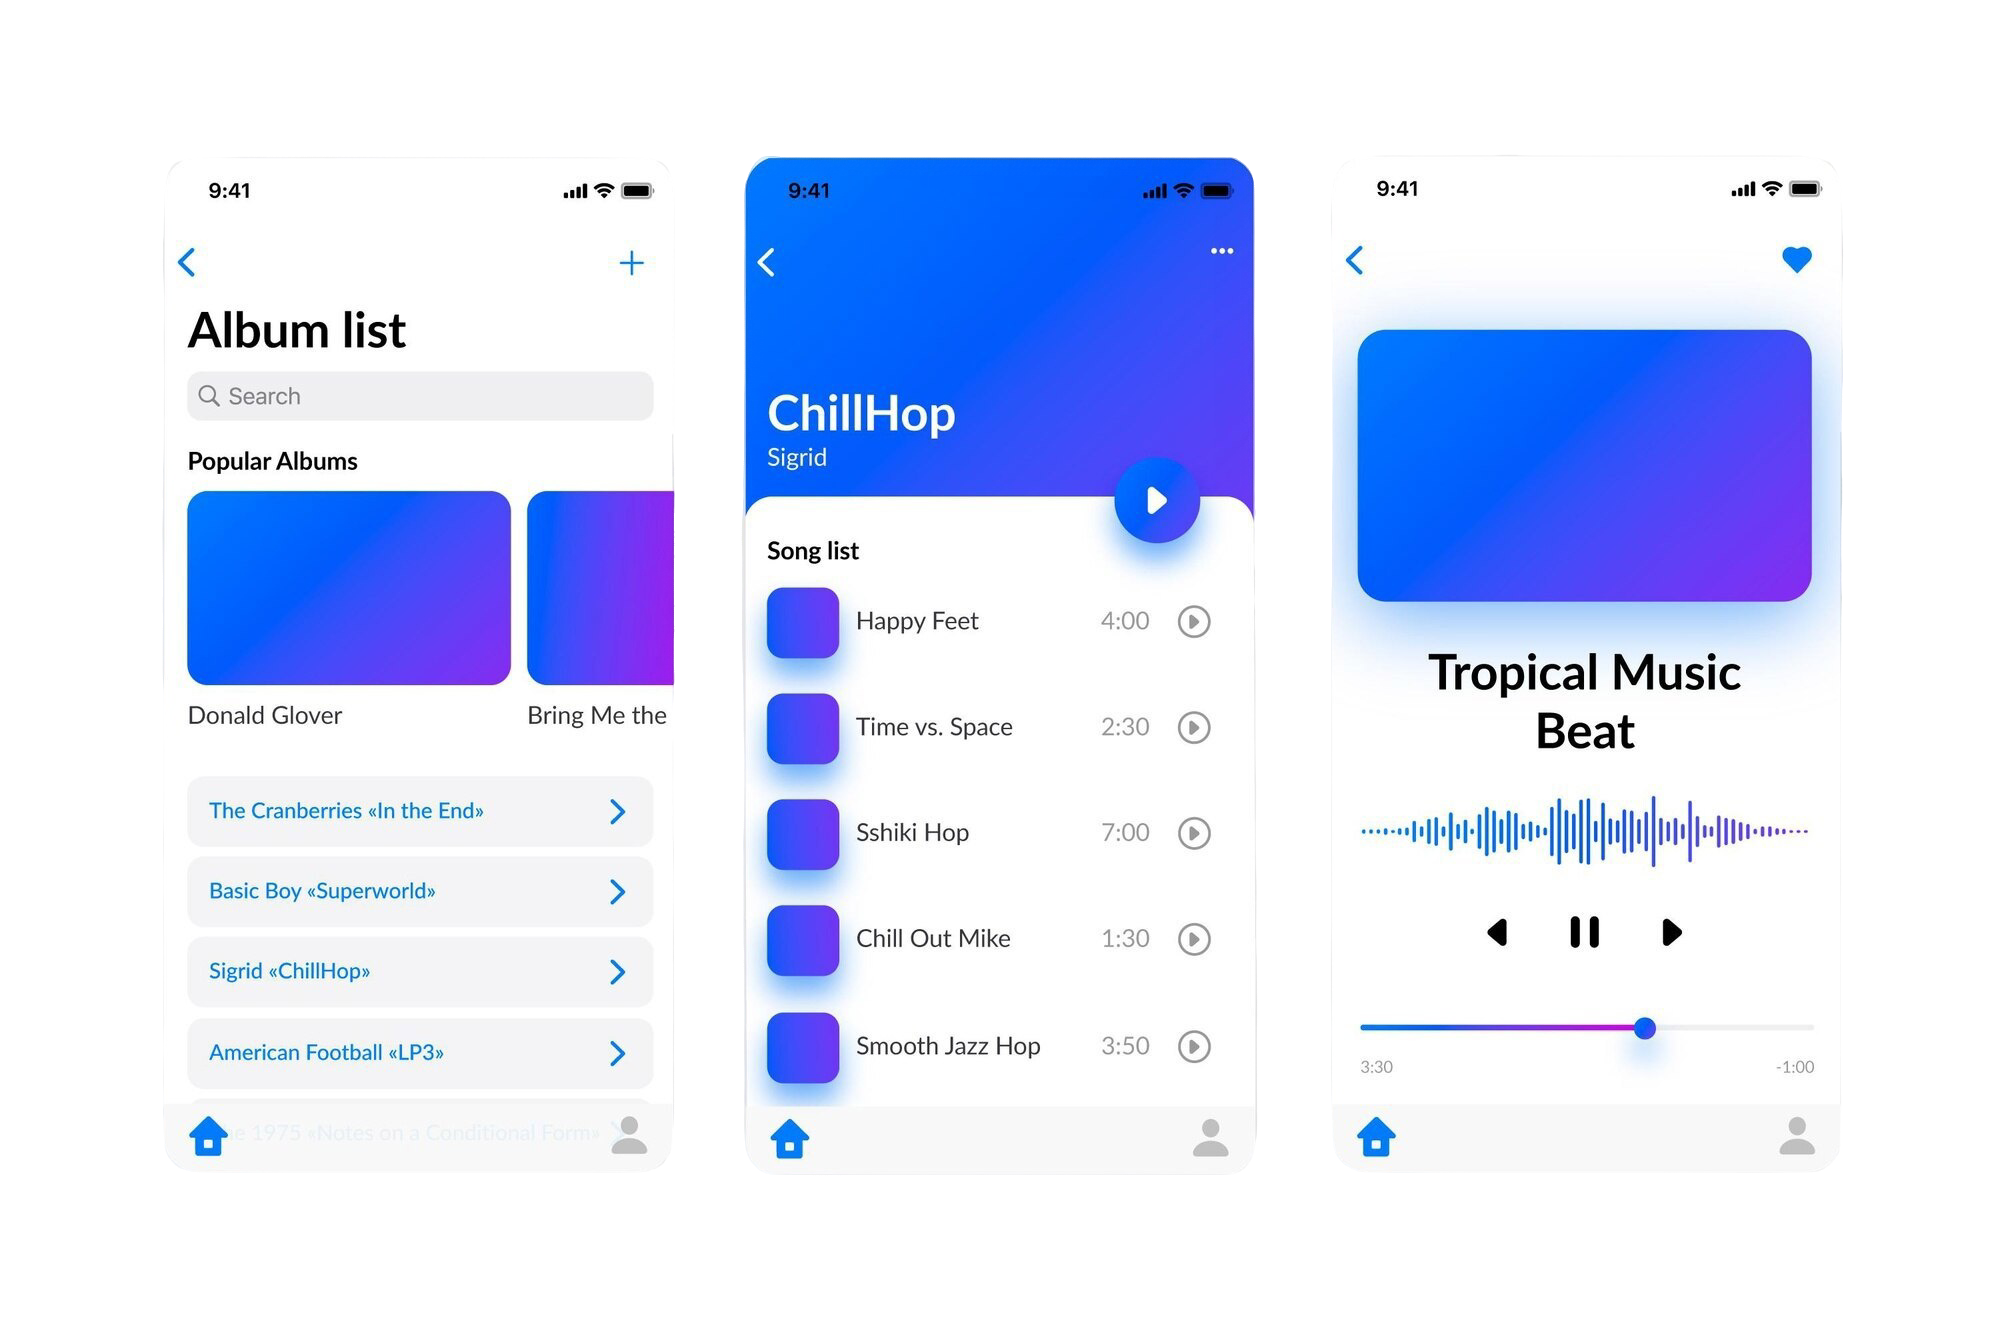 9:41
Album list
Search
Popular Albums
Donald Glover
Bring Me the
The Cranberries «In the End»
Basic Boy «Superworld»
Sigrid «ChillHop»
American Football «LP3»
1975 «Notes on a Conditional Form»
9:41
ChillHop
Sigrid
Song list
Happy Feet 4:00
Time vs. Space 2:30
Sshiki Hop 7:00
Chill Out Mike 1:30
Smooth Jazz Hop 3:50
9:41
Tropical Music
Beat
3:30 -1:00